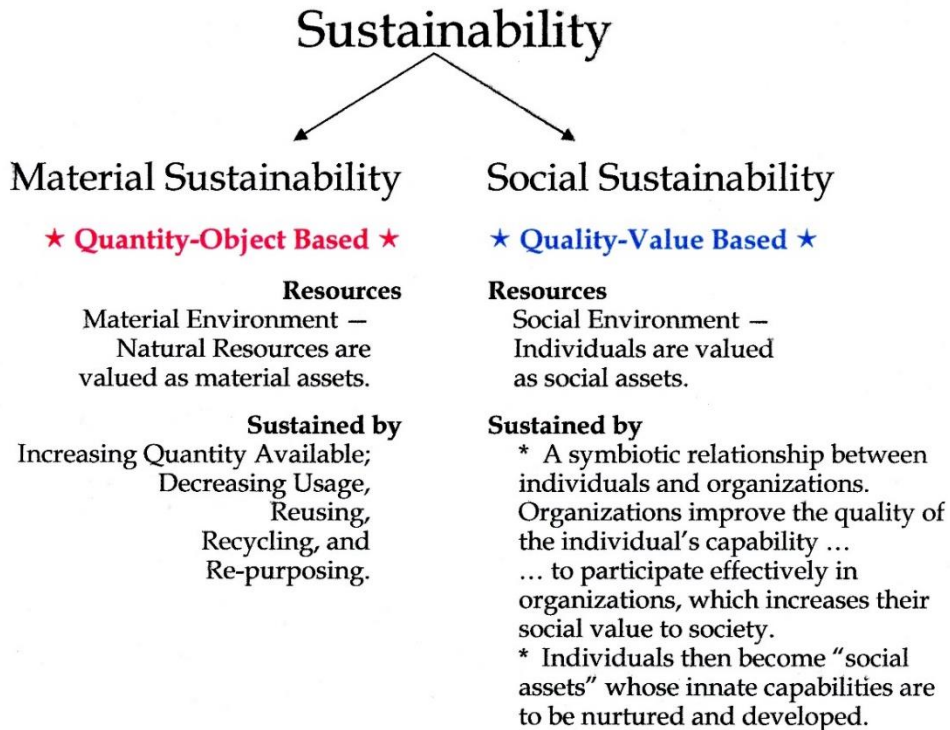 Sustainability
Material Sustainability
★ Quantity-Object Based ★
Resources
Material Environment —
Natural Resources are
valued as material assets.
Sustained by
Increasing Quantity Available;
Decreasing Usage,
Reusing,
Recycling, and
Re-purposing.
Social Sustainability
★ Quality-Value Based ★
Resources
Social Environment —
Individuals are valued
as social assets.
Sustained by
* A symbiotic relationship between
individuals and organizations.
Organizations improve the quality of
the individual's capability ...
... to participate effectively in
organizations, which increases their
social value to society.
* Individuals then become “social
assets” whose innate capabilities are
to be nurtured and developed.